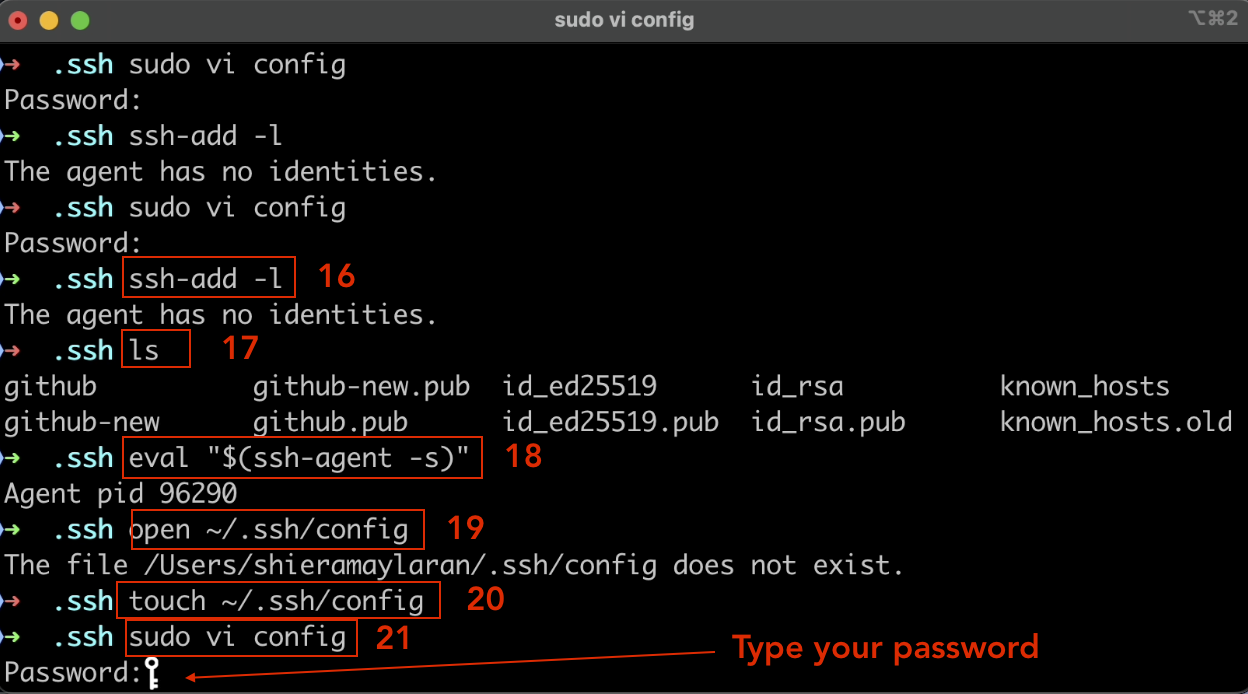 sudo vi config ⌥⌘2
➜ .ssh sudo vi config
Password:
➜ .ssh ssh-add -l
The agent has no identities.
➜ .ssh sudo vi config
Password:
➜ .ssh ssh-add -l 16
The agent has no identities.
➜ .ssh ls 17
github github-new.pub id_ed25519 id_rsa known_hosts
github-new github.pub id_ed25519.pub id_rsa.pub known_hosts.old
➜ .ssh eval "$(ssh-agent -s)" 18
Agent pid 96290
➜ .ssh open ~/.ssh/config 19
The file /Users/shieramaylaran/.ssh/config does not exist.
➜ .ssh touch ~/.ssh/config 20
➜ .ssh sudo vi config 21
Type your password
Password: